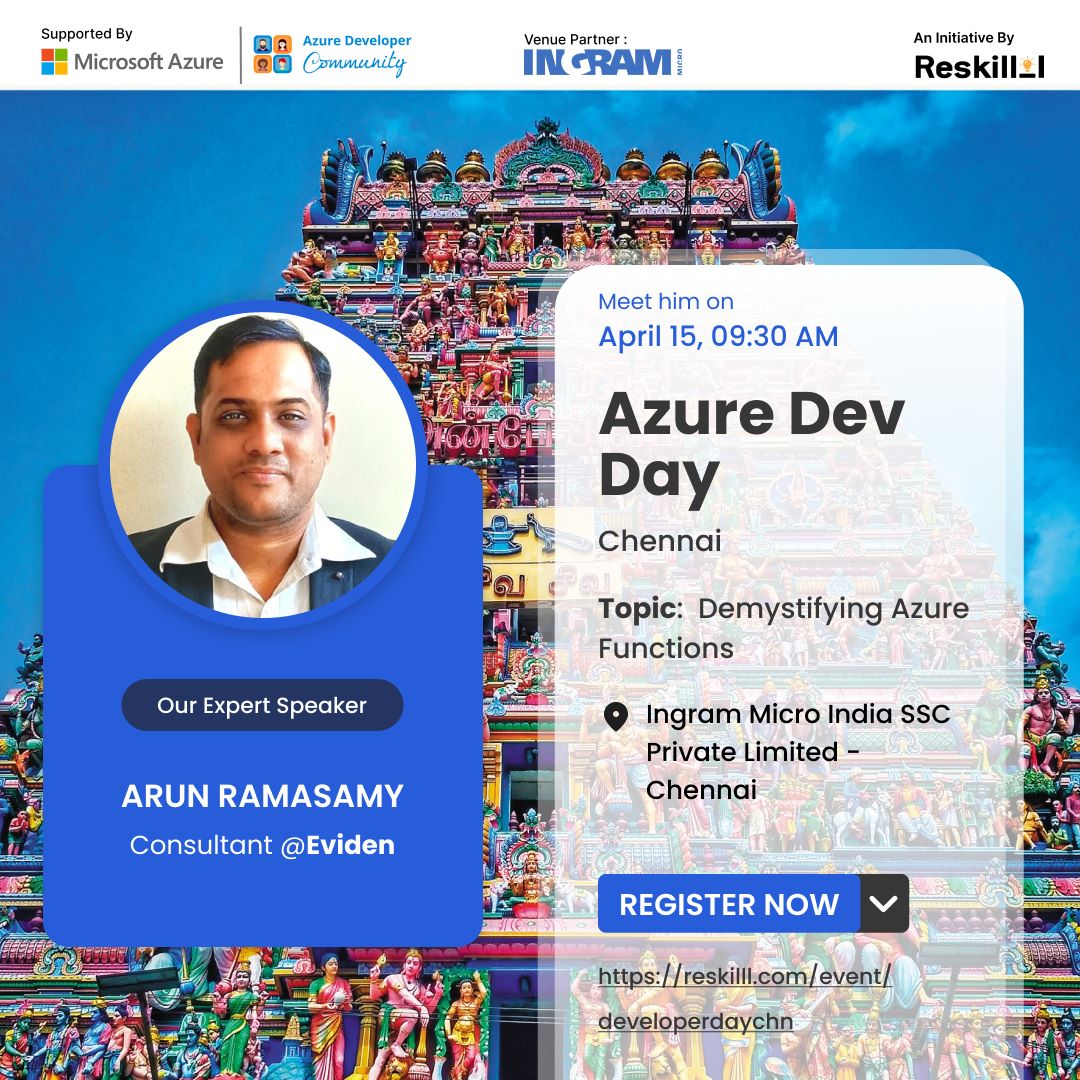 Supported By
Microsoft Azure
Azure Developer
Community
Venue Partner :
INGRAM MICRO
An Initiative By
Reskilll
Meet him on
April 15, 09:30 AM
Azure Dev
Day
Chennai
Topic: Demystifying Azure
Functions
Ingram Micro India SSC
Private Limited -
Chennai
Our Expert Speaker
ARUN RAMASAMY
Consultant @Eviden
REGISTER NOW
https://reskilll.com/event/
developerdaychn